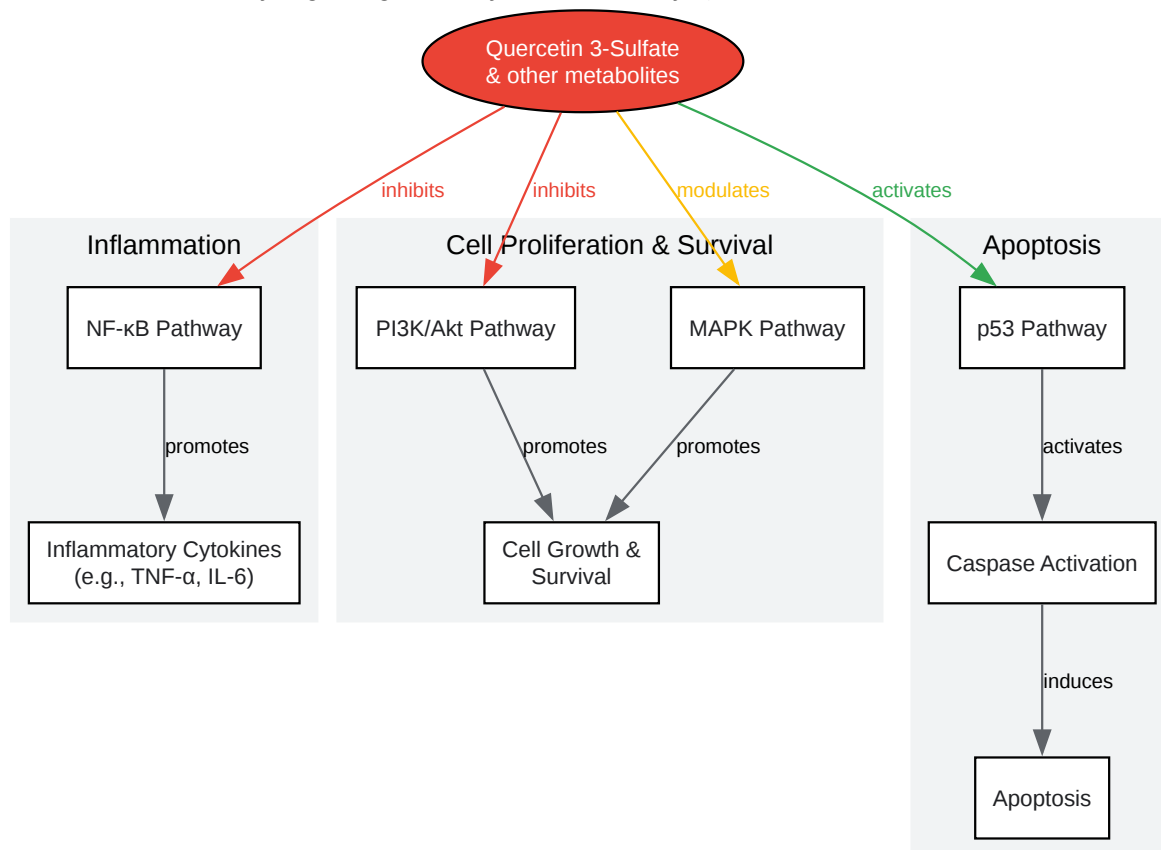 Quercetin 3-Sulfate
& other metabolites
inhibits
inhibits
modulates
activates
Inflammation
Cell Proliferation & Survival
Apoptosis
NF-κB Pathway
PI3K/Akt Pathway
MAPK Pathway
p53 Pathway
promotes
promotes
promotes
activates
Inflammatory Cytokines
(e.g., TNF-α, IL-6)
Cell Growth &
Survival
Caspase Activation
induces
Apoptosis